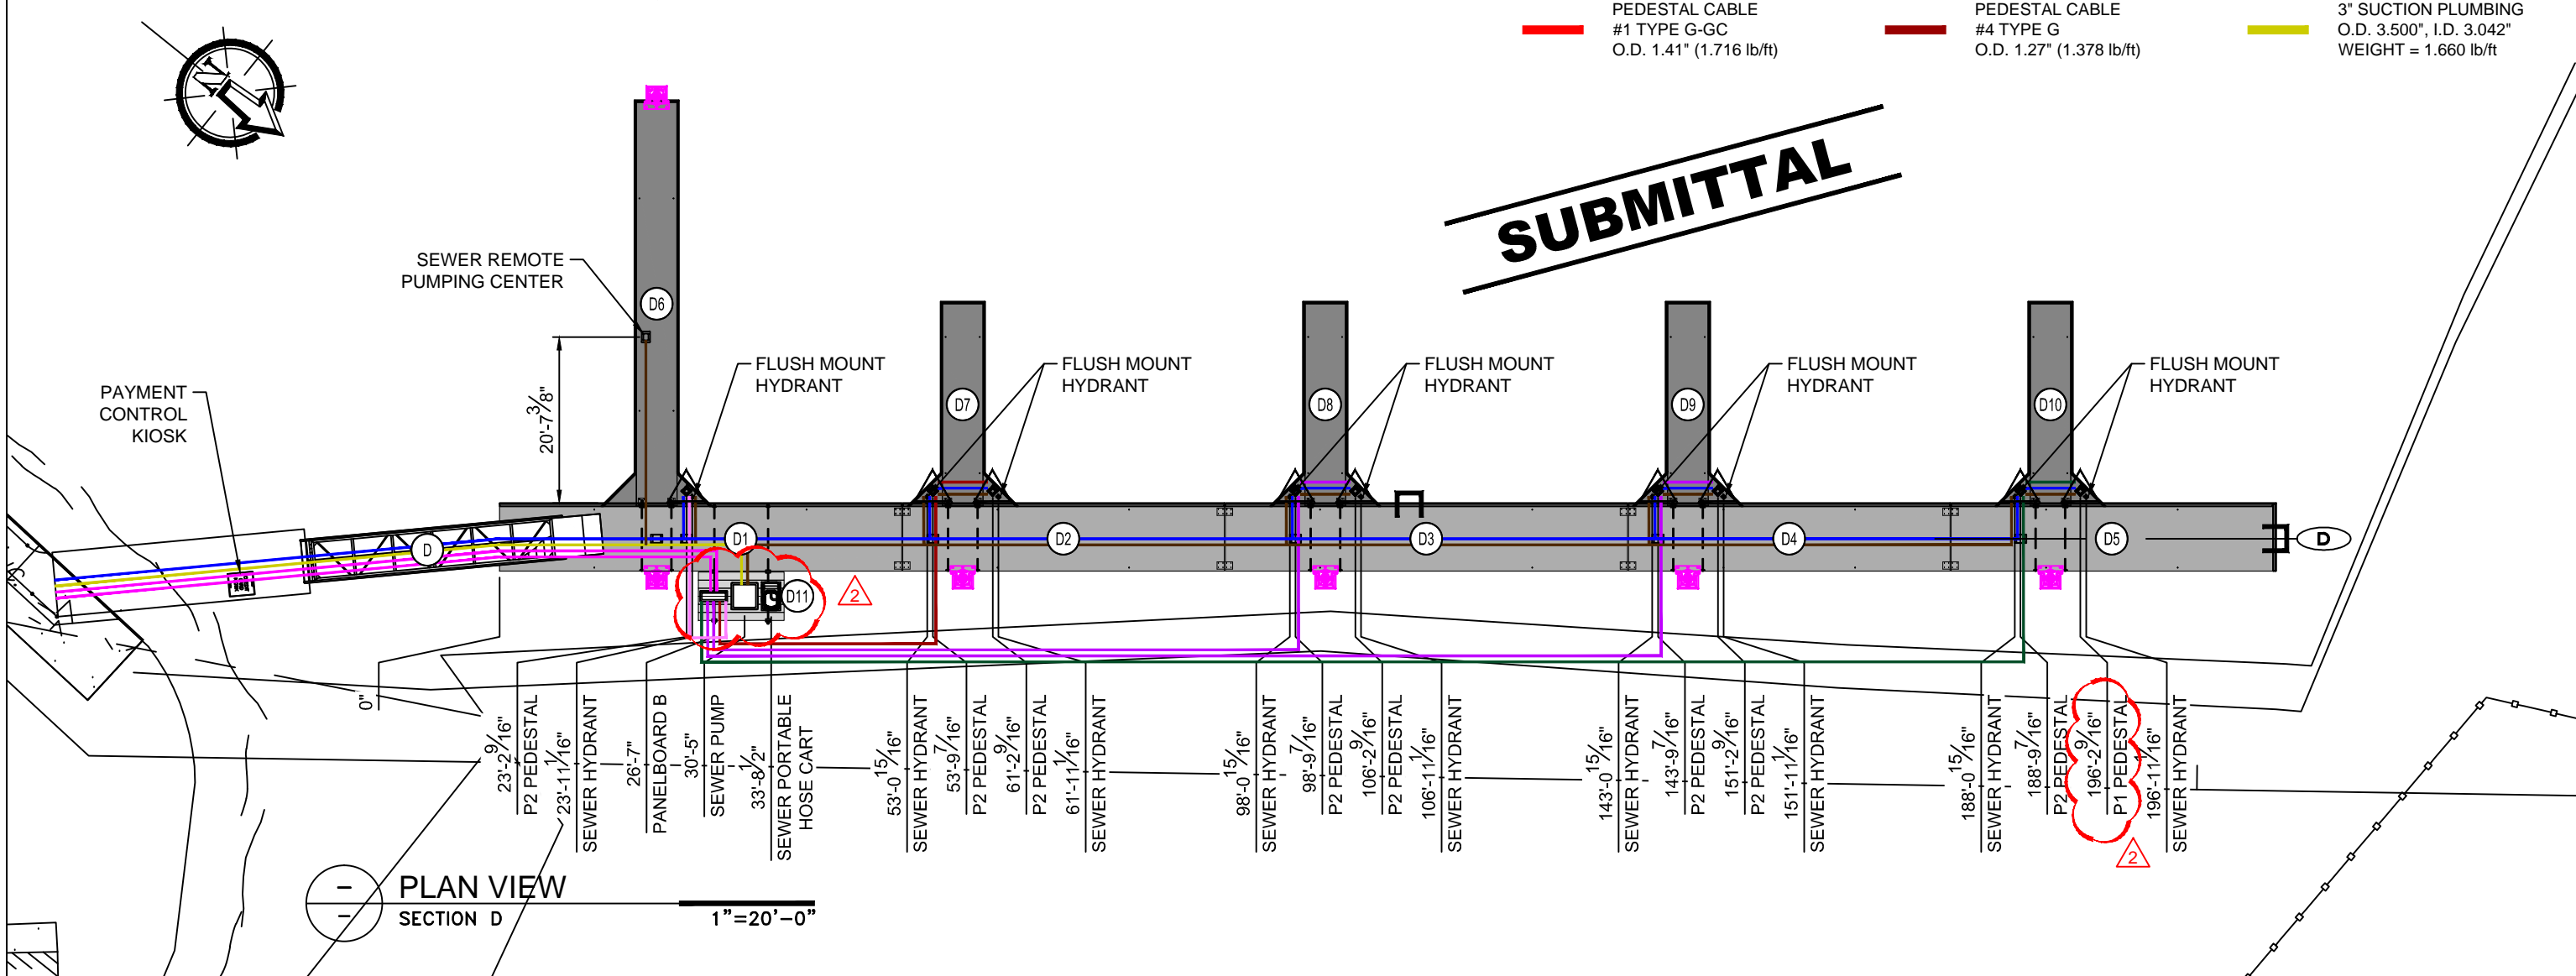 PEDESTAL CABLE
#1 TYPE G-GC
O.D. 1.41" (1.716 lb/ft)
PEDESTAL CABLE
#4 TYPE G
O.D. 1.27" (1.378 lb/ft)
3" SUCTION PLUMBING
O.D. 3.500", I.D. 3.042"
WEIGHT = 1.660 lb/ft
N
SUBMITTAL
SEWER REMOTE
PUMPING CENTER
D6
20'-7 3/8"
PAYMENT
CONTROL
KIOSK
FLUSH MOUNT
HYDRANT
FLUSH MOUNT
HYDRANT
FLUSH MOUNT
HYDRANT
FLUSH MOUNT
HYDRANT
FLUSH MOUNT
HYDRANT
D7
D8
D9
D10
D
D1
D2
D3
D4
D5
D
D11
2
0"
23'-2 9/16"
P2 PEDESTAL
23'-11 1/16"
SEWER HYDRANT
26'-7"
PANELBOARD B
30'-5"
SEWER PUMP
33'-8 1/2"
SEWER PORTABLE
HOSE CART
53'-0 15/16"
SEWER HYDRANT
53'-9 7/16"
P2 PEDESTAL
61'-2 9/16"
P2 PEDESTAL
61'-11 1/16"
SEWER HYDRANT
98'-0 15/16"
SEWER HYDRANT
98'-9 7/16"
P2 PEDESTAL
106'-2 9/16"
P2 PEDESTAL
106'-11 1/16"
SEWER HYDRANT
143'-0 15/16"
SEWER HYDRANT
143'-9 7/16"
P2 PEDESTAL
151'-2 9/16"
P2 PEDESTAL
151'-11 1/16"
SEWER HYDRANT
188'-0 15/16"
SEWER HYDRANT
188'-9 7/16"
P2 PEDESTAL
196'-2 9/16"
P1 PEDESTAL
196'-11 1/16"
SEWER HYDRANT
2
PLAN VIEW
SECTION D
1"=20'-0"